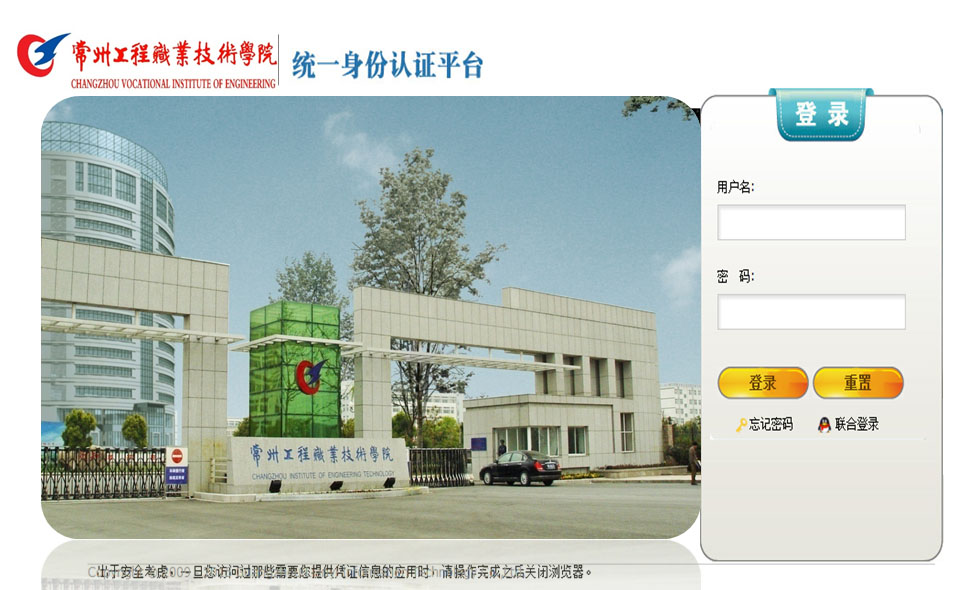 常州工程職業技術學院
CHANGZHOU VOCATIONAL INSTITUTE OF ENGINEERING
统一身份认证平台
登录
用户名:
密 码:
登录 重置
忘记密码 联合登录
常州工程職業技術學院
CHANGZHOU INSTITUTE OF ENGINEERING TECHNOLOGY
出于安全考虑,一旦您访问过那些需要您提供凭证信息的应用时,请操作完成之后关闭浏览器。